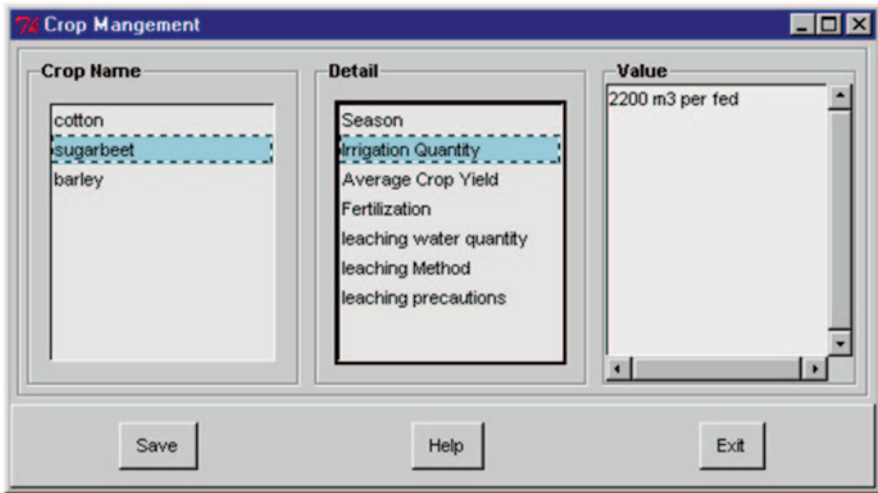 Crop Mangement
Crop Name
cotton
sugarbeet
barley
Detail
Season
Irrigation Quantity
Average Crop Yield
Fertilization
leaching water quantity
leaching Method
leaching precautions
Value
2200 m3 per fed
Save
Help
Exit